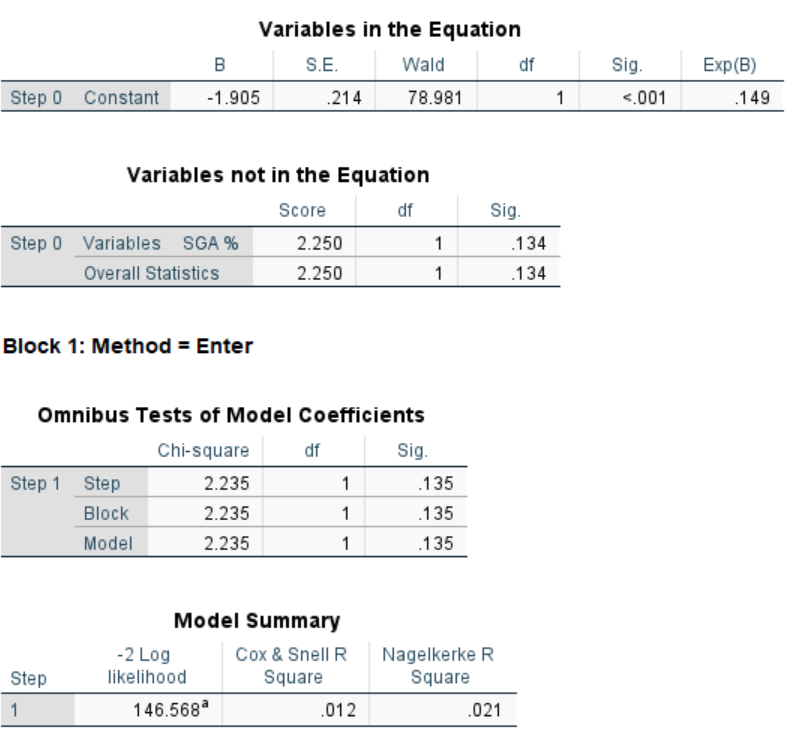 Variables in the Equation
B S.E. Wald df Sig. Exp(B)
Step 0 Constant -1.905 .214 78.981 1 <.001 .149
Variables not in the Equation
Score df Sig.
Step 0 Variables SGA % 2.250 1 .134
Overall Statistics 2.250 1 .134
Block 1: Method = Enter
Omnibus Tests of Model Coefficients
Chi-square df Sig.
Step 1 Step 2.235 1 .135
Block 2.235 1 .135
Model 2.235 1 .135
Model Summary
Step -2 Log likelihood Cox & Snell R Square Nagelkerke R Square
1 146.568a .012 .021